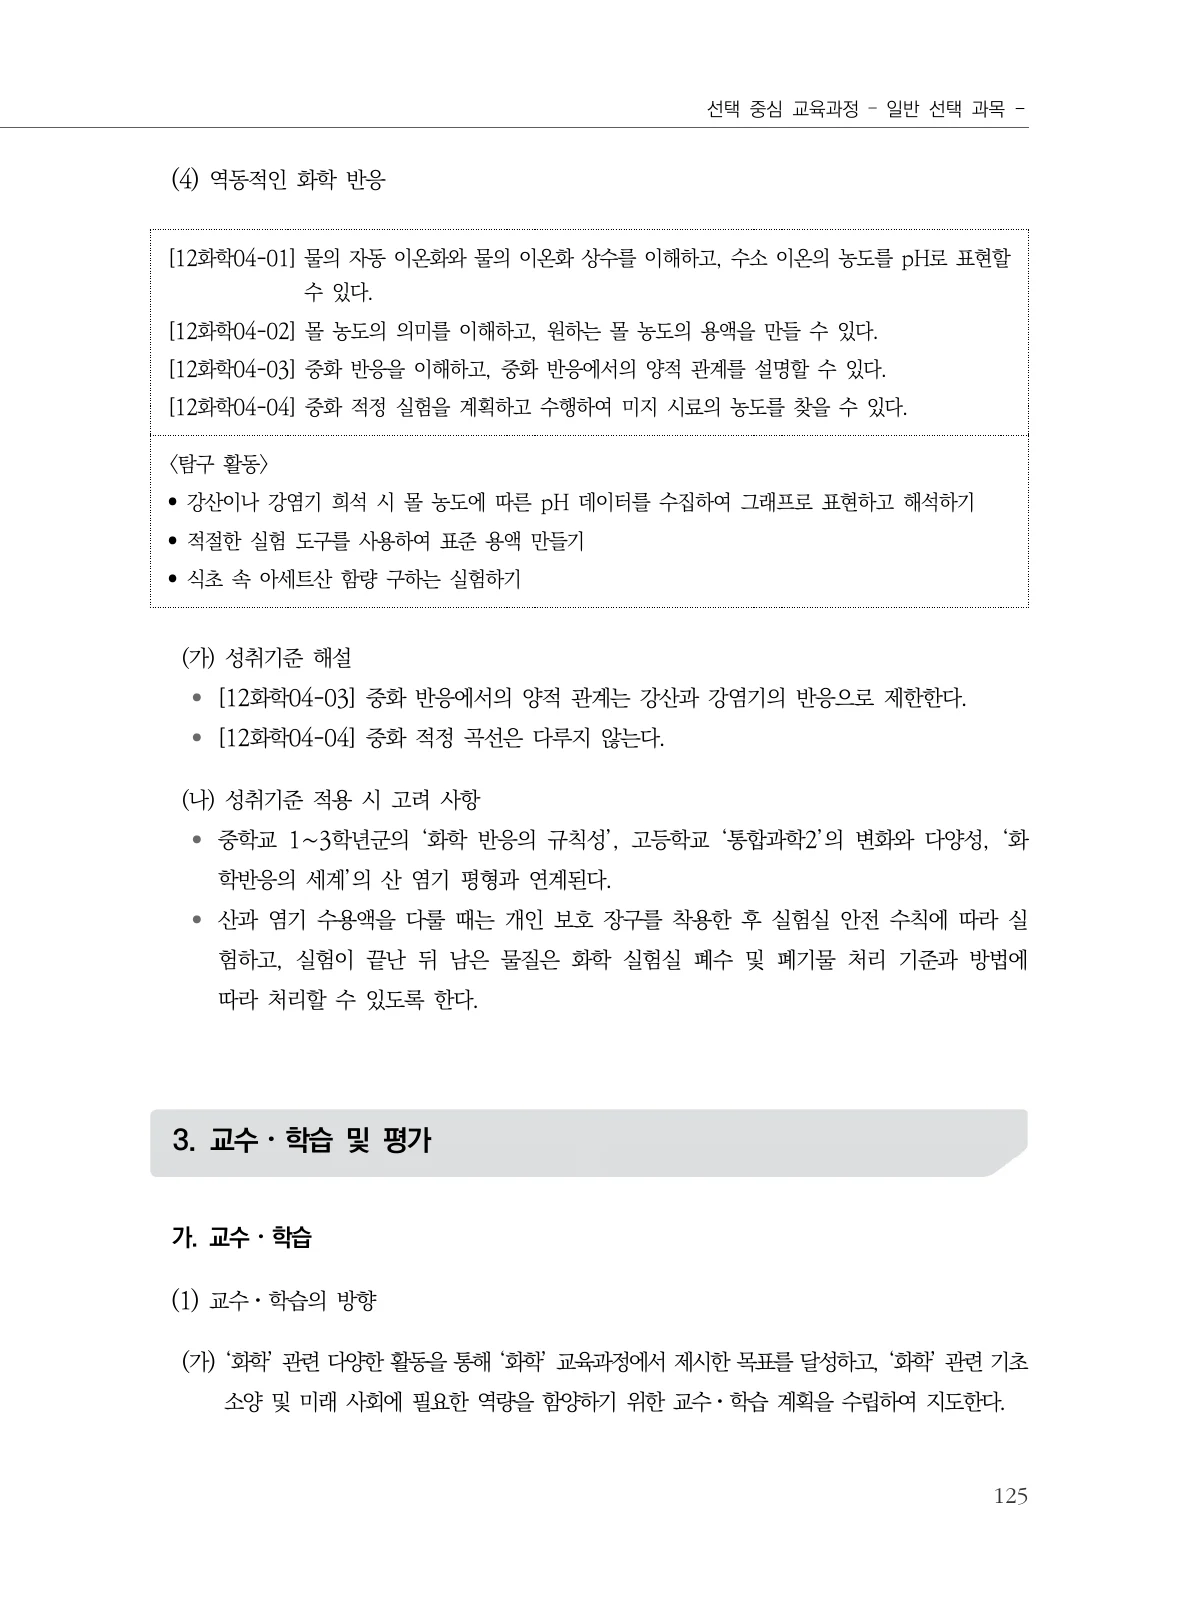 선택 중심 교육과정 - 일반 선택 과목 -
(4) 역동적인 화학 반응
[12화학04-01] 물의 자동 이온화와 물의 이온화 상수를 이해하고, 수소 이온의 농도를 pH로 표현할
수 있다.
[12화학04-02] 몰 농도의 의미를 이해하고, 원하는 몰 농도의 용액을 만들 수 있다.
[12화학04-03] 중화 반응을 이해하고, 중화 반응에서의 양적 관계를 설명할 수 있다.
[12화학04-04] 중화 적정 실험을 계획하고 수행하여 미지 시료의 농도를 찾을 수 있다.
〈탐구 활동〉
• 강산이나 강염기 희석 시 몰 농도에 따른 pH 데이터를 수집하여 그래프로 표현하고 해석하기
• 적절한 실험 도구를 사용하여 표준 용액 만들기
• 식초 속 아세트산 함량 구하는 실험하기
(가) 성취기준 해설
• [12화학04-03] 중화 반응에서의 양적 관계는 강산과 강염기의 반응으로 제한한다.
• [12화학04-04] 중화 적정 곡선은 다루지 않는다.
(나) 성취기준 적용 시 고려 사항
• 중학교 1~3학년군의 ‘화학 반응의 규칙성’, 고등학교 ‘통합과학2’의 변화와 다양성, ‘화
학반응의 세계’의 산 염기 평형과 연계된다.
• 산과 염기 수용액을 다룰 때는 개인 보호 장구를 착용한 후 실험실 안전 수칙에 따라 실
험하고, 실험이 끝난 뒤 남은 물질은 화학 실험실 폐수 및 폐기물 처리 기준과 방법에
따라 처리할 수 있도록 한다.
3. 교수·학습 및 평가
가. 교수·학습
(1) 교수·학습의 방향
(가) ‘화학’ 관련 다양한 활동을 통해 ‘화학’ 교육과정에서 제시한 목표를 달성하고, ‘화학’ 관련 기초
소양 및 미래 사회에 필요한 역량을 함양하기 위한 교수·학습 계획을 수립하여 지도한다.
125